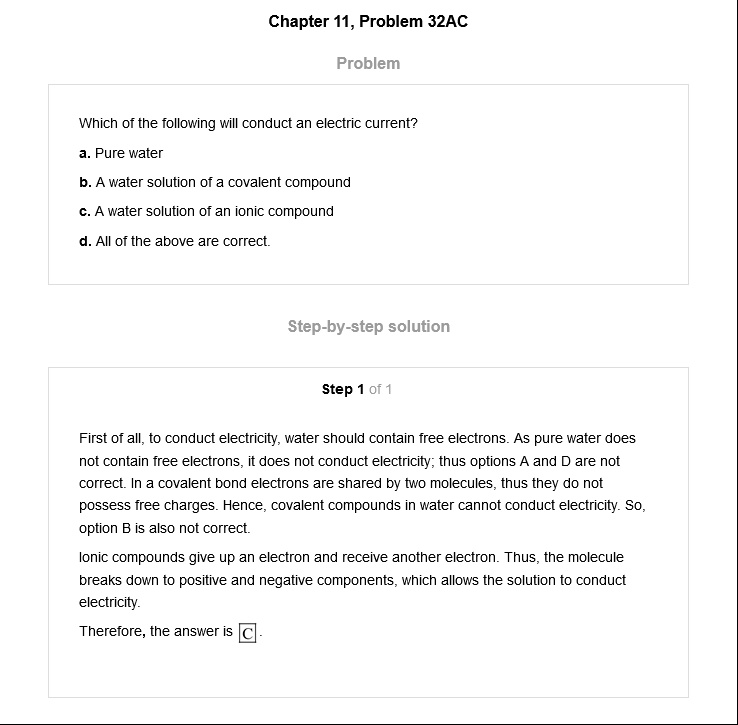 Chapter 11, Problem 32AC
Problem
Which of the following will conduct an electric current?
a. Pure water
b. A water solution of a covalent compound
c. A water solution of an ionic compound
d. All of the above are correct.
Step-by-step solution
Step 1 of 1
First of all, to conduct electricity, water should contain free electrons. As pure water does
not contain free electrons, it does not conduct electricity; thus options A and D are not
correct. In a covalent bond electrons are shared by two molecules, thus they do not
possess free charges. Hence, covalent compounds in water cannot conduct electricity. So,
option B is also not correct.
Ionic compounds give up an electron and receive another electron. Thus, the molecule
breaks down to positive and negative components, which allows the solution to conduct
electricity.
Therefore, the answer is C.